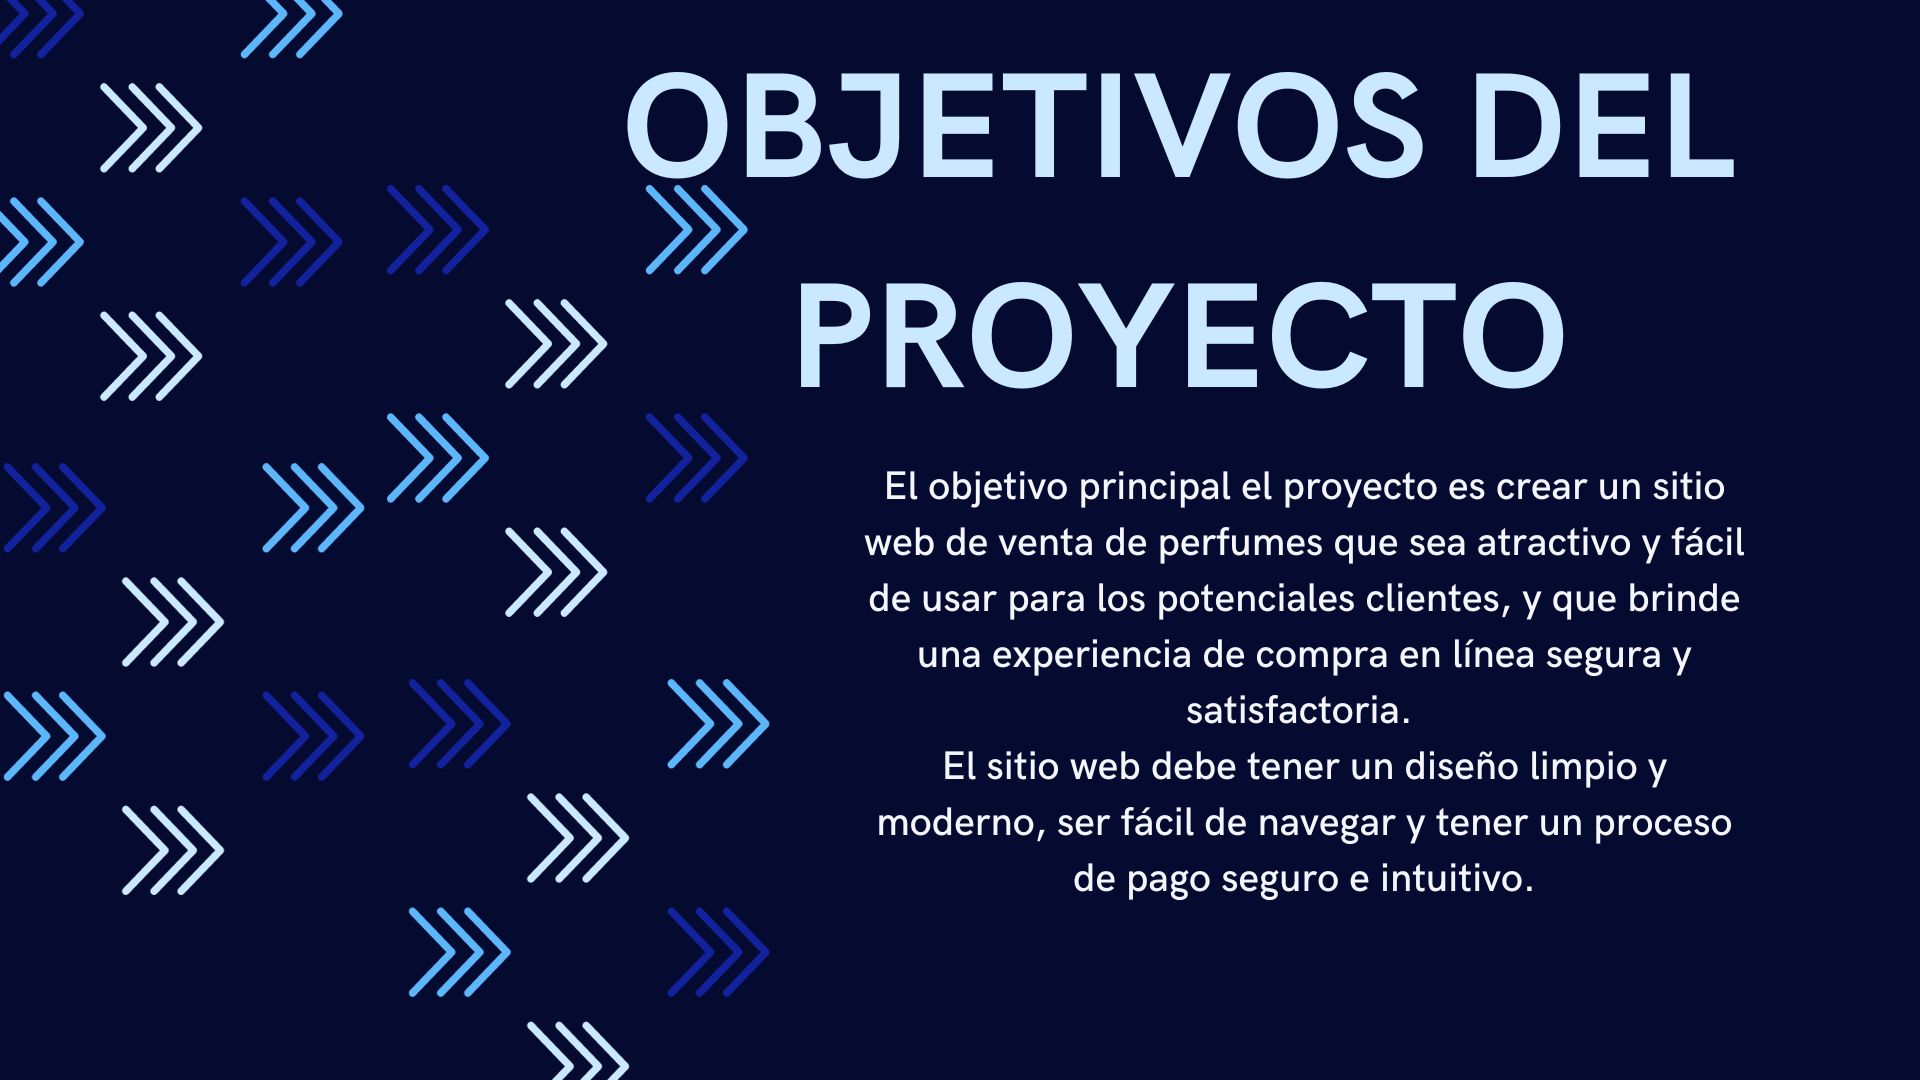 OBJETIVOS DEL
PROYECTO
El objetivo principal el proyecto es crear un sitio
web de venta de perfumes que sea atractivo y fácil
de usar para los potenciales clientes, y que brinde
una experiencia de compra en línea segura y
satisfactoria.
El sitio web debe tener un diseño limpio y
moderno, ser fácil de navegar y tener un proceso
de pago seguro e intuitivo.